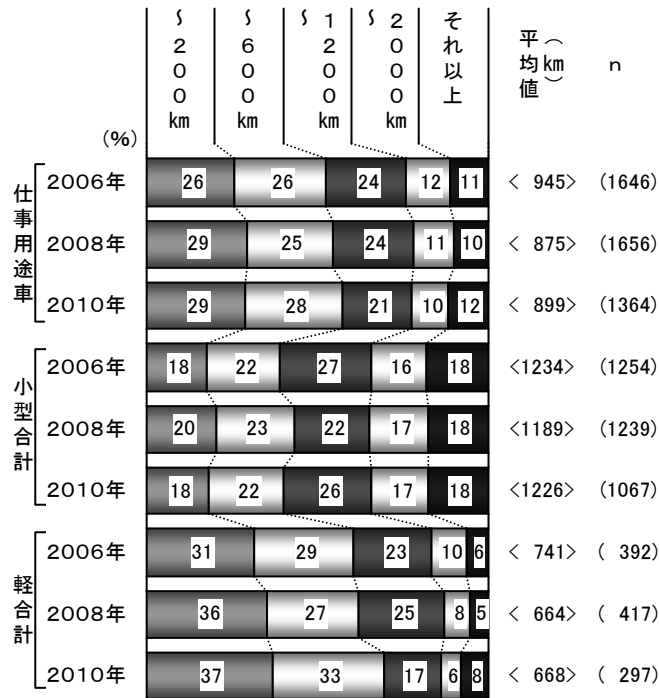 ～200km ～600km ～1200km ～2000km それ以上 平均値（km） n
(%)
仕事用途車
2006年 26 26 24 12 11 < 945> (1646)
2008年 29 25 24 11 10 < 875> (1656)
2010年 29 28 21 10 12 < 899> (1364)
小型合計
2006年 18 22 27 16 18 <1234> (1254)
2008年 20 23 22 17 18 <1189> (1239)
2010年 18 22 26 17 18 <1226> (1067)
軽合計
2006年 31 29 23 10 6 < 741> ( 392)
2008年 36 27 25 8 5 < 664> ( 417)
2010年 37 33 17 6 8 < 668> ( 297)